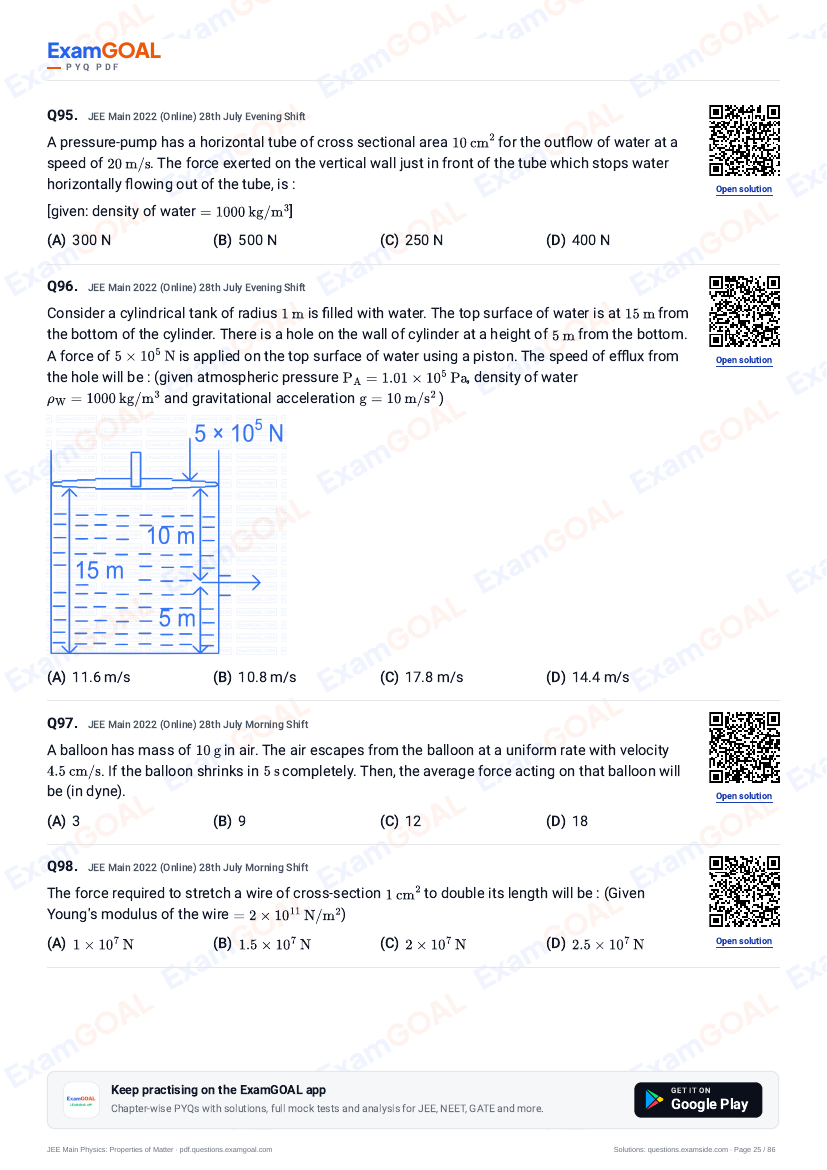 ExamGOAL
PYQ PDF
Q95. JEE Main 2022 (Online) 28th July Evening Shift
A pressure-pump has a horizontal tube of cross sectional area 10 cm² for the outflow of water at a
speed of 20 m/s. The force exerted on the vertical wall just in front of the tube which stops water
horizontally flowing out of the tube, is :
[given: density of water = 1000 kg/m³]
(A) 300 N (B) 500 N (C) 250 N (D) 400 N
Open solution
Q96. JEE Main 2022 (Online) 28th July Evening Shift
Consider a cylindrical tank of radius 1 m is filled with water. The top surface of water is at 15 m from
the bottom of the cylinder. There is a hole on the wall of cylinder at a height of 5 m from the bottom.
A force of 5 × 10⁵ N is applied on the top surface of water using a piston. The speed of efflux from
the hole will be : (given atmospheric pressure P_A = 1.01 × 10⁵ Pa, density of water
ρ_W = 1000 kg/m³ and gravitational acceleration g = 10 m/s² )
Open solution
5 × 10⁵ N
10 m
15 m
5 m
(A) 11.6 m/s (B) 10.8 m/s (C) 17.8 m/s (D) 14.4 m/s
Q97. JEE Main 2022 (Online) 28th July Morning Shift
A balloon has mass of 10 g in air. The air escapes from the balloon at a uniform rate with velocity
4.5 cm/s. If the balloon shrinks in 5 s completely. Then, the average force acting on that balloon will
be (in dyne).
(A) 3 (B) 9 (C) 12 (D) 18
Open solution
Q98. JEE Main 2022 (Online) 28th July Morning Shift
The force required to stretch a wire of cross-section 1 cm² to double its length will be : (Given
Young's modulus of the wire = 2 × 10¹¹ N/m²)
(A) 1 × 10⁷ N (B) 1.5 × 10⁷ N (C) 2 × 10⁷ N (D) 2.5 × 10⁷ N
Open solution
ExamGOAL
Keep practising on the ExamGOAL app
Chapter-wise PYQs with solutions, full mock tests and analysis for JEE, NEET, GATE and more.
GET IT ON
Google Play
JEE Main Physics: Properties of Matter · pdf.questions.examgoal.com
Solutions: questions.examside.com · Page 25 / 86